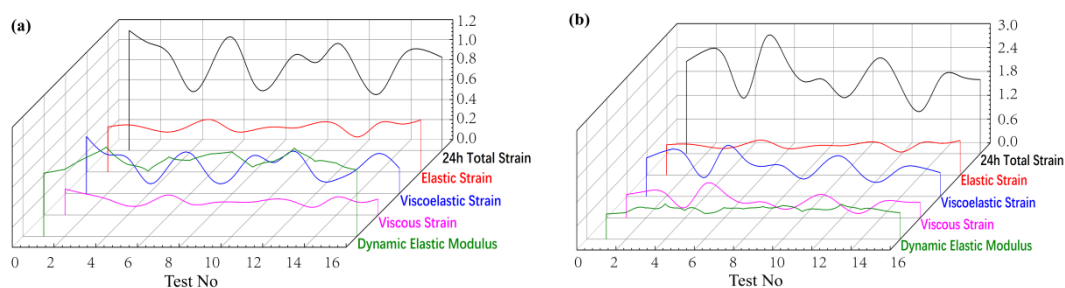 (a)
1.2
1.0
0.8
0.6
0.4
0.2
0.0
24h Total Strain
Elastic Strain
Viscoelastic Strain
Viscous Strain
Dynamic Elastic Modulus
0 2 4 6 8 10 12 14 16
Test No
(b)
3.0
2.4
1.8
1.2
0.6
0.0
24h Total Strain
Elastic Strain
Viscoelastic Strain
Viscous Strain
Dynamic Elastic Modulus
0 2 4 6 8 10 12 14 16
Test No